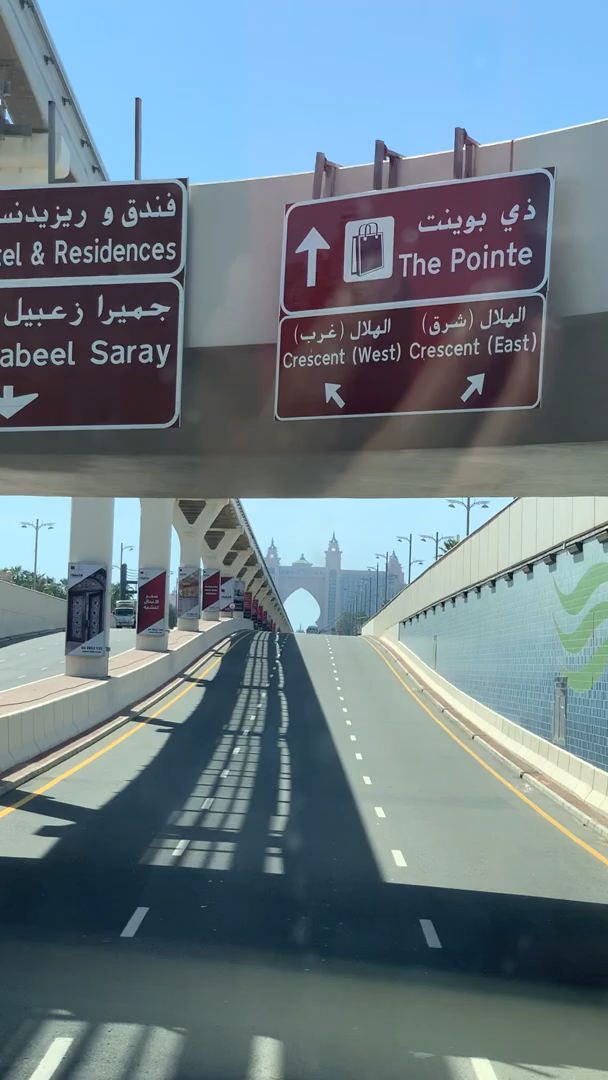 فندق و ريزيدنس
tel & Residences
جميرا زعبيل
abeel Saray
ذي بوينت
The Pointe
الهلال (غرب) الهلال (شرق)
Crescent (West) Crescent (East)